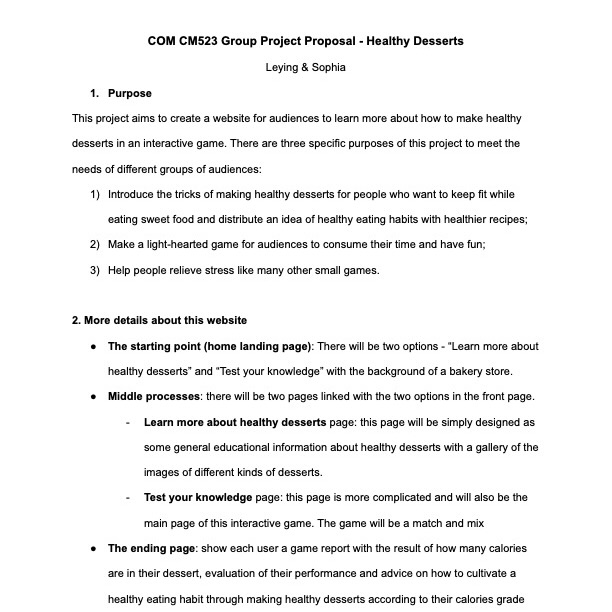 COM CM523 Group Project Proposal - Healthy Desserts
Leying & Sophia
1. Purpose
This project aims to create a website for audiences to learn more about how to make healthy
desserts in an interactive game. There are three specific purposes of this project to meet the
needs of different groups of audiences:
1) Introduce the tricks of making healthy desserts for people who want to keep fit while
eating sweet food and distribute an idea of healthy eating habits with healthier recipes;
2) Make a light-hearted game for audiences to consume their time and have fun;
3) Help people relieve stress like many other small games.
2. More details about this website
● The starting point (home landing page): There will be two options - “Learn more about
healthy desserts” and “Test your knowledge” with the background of a bakery store.
● Middle processes: there will be two pages linked with the two options in the front page.
- Learn more about healthy desserts page: this page will be simply designed as
some general educational information about healthy desserts with a gallery of the
images of different kinds of desserts.
- Test your knowledge page: this page is more complicated and will also be the
main page of this interactive game. The game will be a match and mix
● The ending page: show each user a game report with the result of how many calories
are in their dessert, evaluation of their performance and advice on how to cultivate a
healthy eating habit through making healthy desserts according to their calories grade